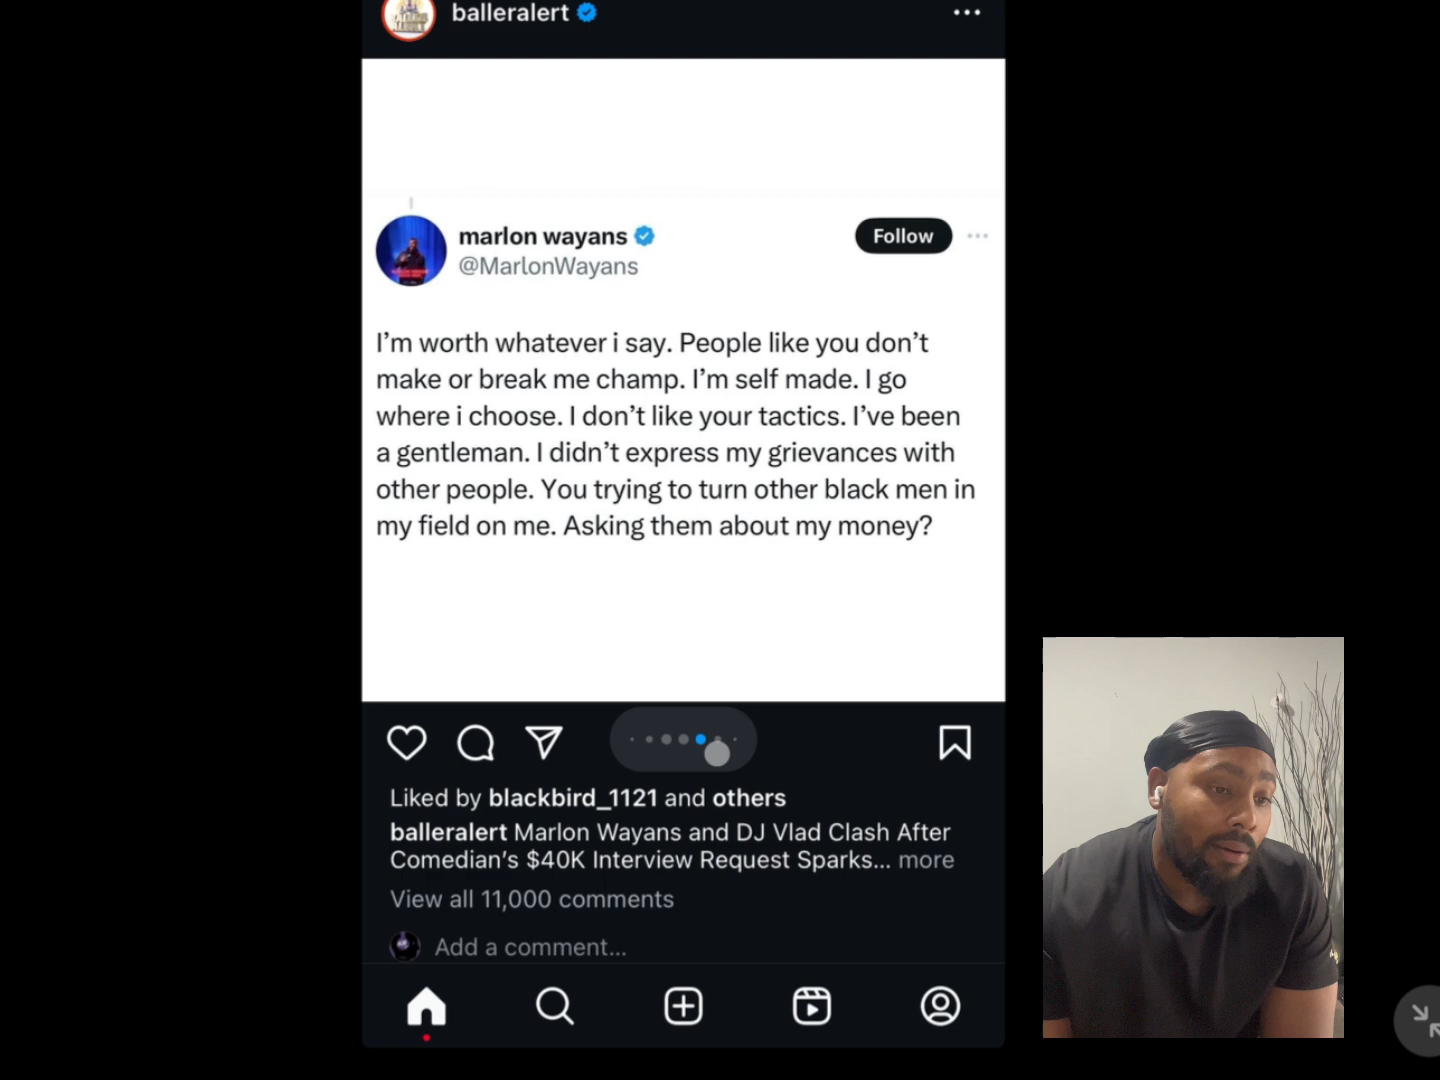 balleralert
marlon wayans
@MarlonWayans
Follow
I’m worth whatever i say. People like you don’t
make or break me champ. I’m self made. I go
where i choose. I don’t like your tactics. I’ve been
a gentleman. I didn’t express my grievances with
other people. You trying to turn other black men in
my field on me. Asking them about my money?
Liked by blackbird_1121 and others
balleralert Marlon Wayans and DJ Vlad Clash After
Comedian’s $40K Interview Request Sparks... more
View all 11,000 comments
Add a comment...